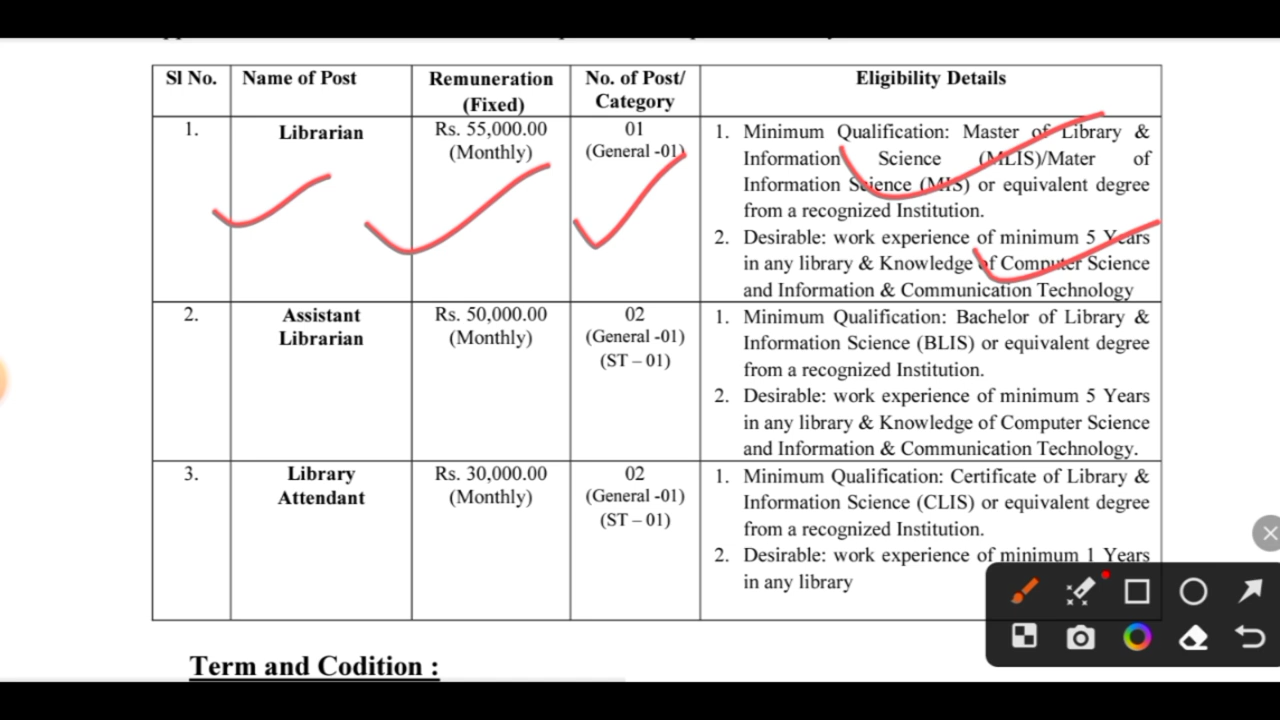 Sl No.
Name of Post
Remuneration
(Fixed)
No. of Post/
Category
Eligibility Details
1.
Librarian
Rs. 55,000.00
(Monthly)
01
(General -01)
1. Minimum Qualification: Master of Library &
Information Science (MLIS)/Mater of
Information Science (MIS) or equivalent degree
from a recognized Institution.
2. Desirable: work experience of minimum 5 Years
in any library & Knowledge of Computer Science
and Information & Communication Technology
2.
Assistant
Librarian
Rs. 50,000.00
(Monthly)
02
(General -01)
(ST – 01)
1. Minimum Qualification: Bachelor of Library &
Information Science (BLIS) or equivalent degree
from a recognized Institution.
2. Desirable: work experience of minimum 5 Years
in any library & Knowledge of Computer Science
and Information & Communication Technology.
3.
Library
Attendant
Rs. 30,000.00
(Monthly)
02
(General -01)
(ST – 01)
1. Minimum Qualification: Certificate of Library &
Information Science (CLIS) or equivalent degree
from a recognized Institution.
2. Desirable: work experience of minimum 1 Years
in any library
Term and Codition :